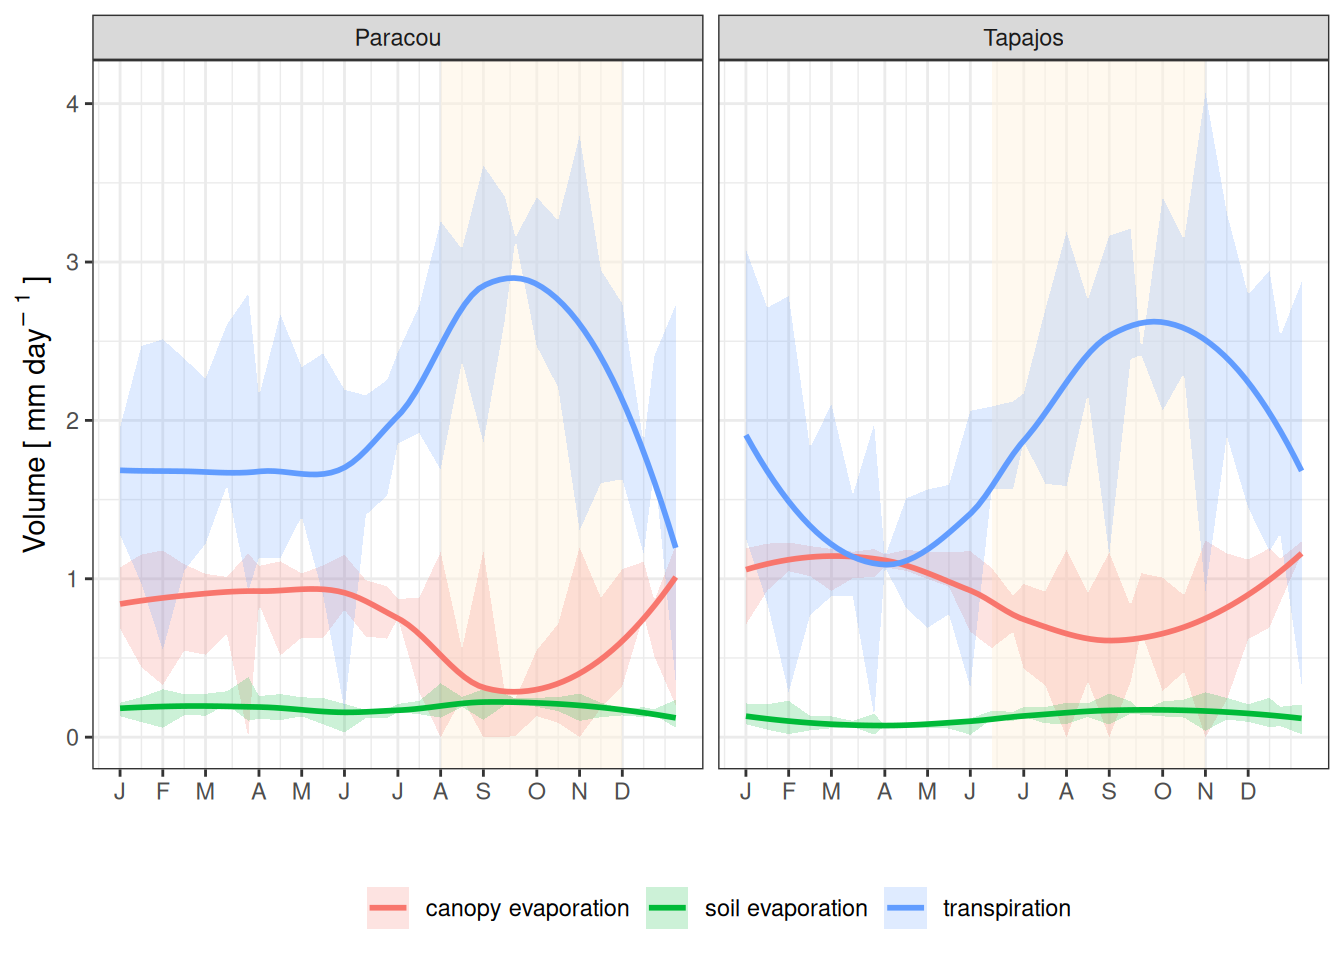 Paracou
Tapajos
Volume [ mm day⁻¹ ]
4
3
2
1
0
J F M A M J J A S O N D
J F M A M J J A S O N D
canopy evaporation soil evaporation transpiration